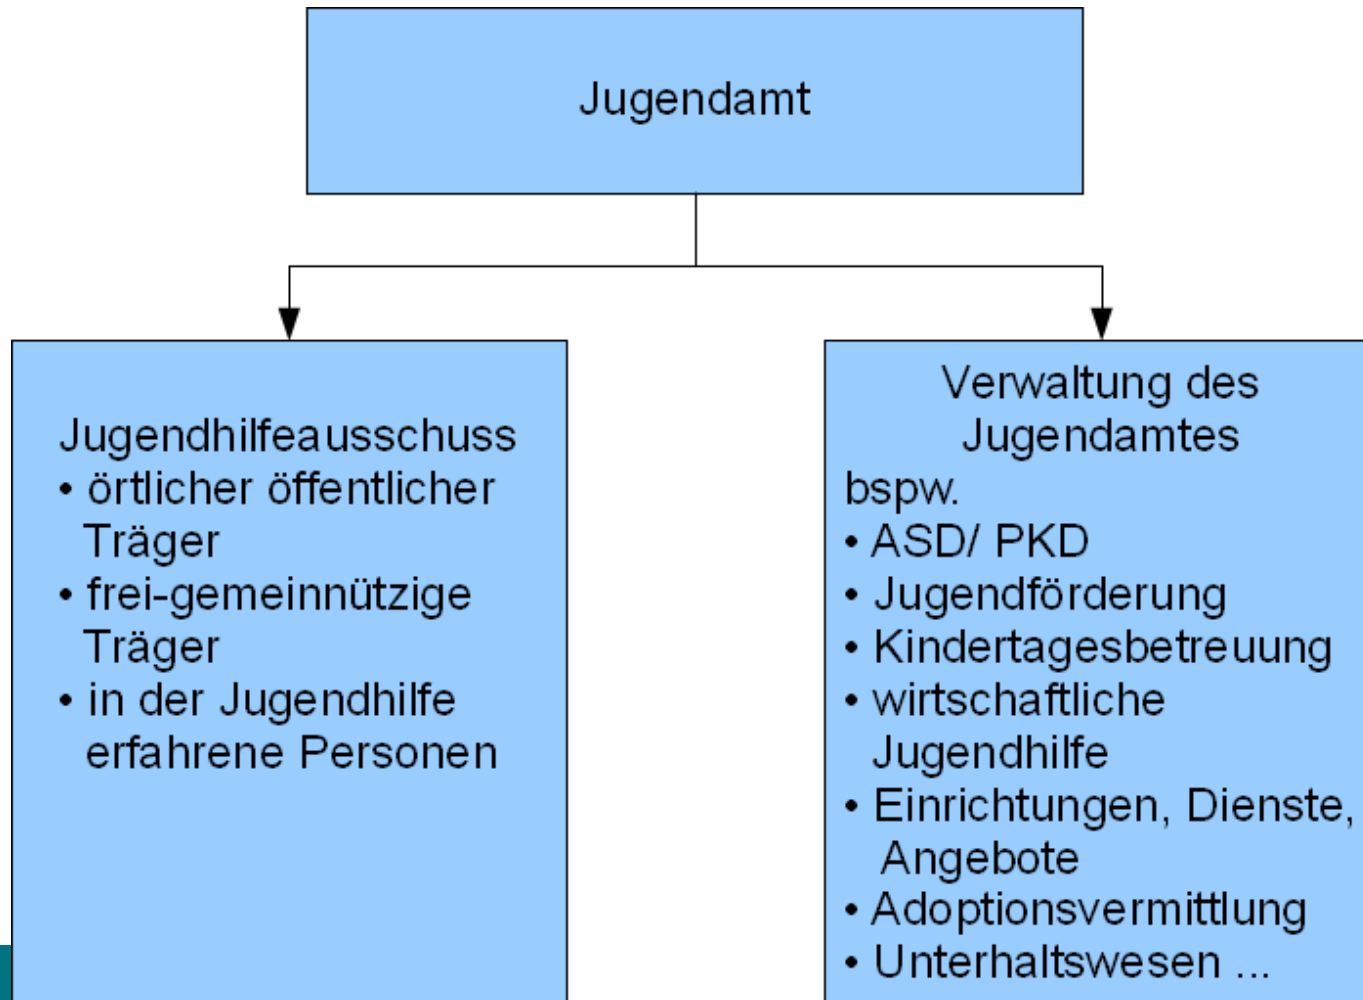 Jugendamt
Jugendhilfeausschuss
• örtlicher öffentlicher
Träger
• frei-gemeinnützige
Träger
• in der Jugendhilfe
erfahrene Personen
Verwaltung des
Jugendamtes
bspw.
• ASD/ PKD
• Jugendförderung
• Kindertagesbetreuung
• wirtschaftliche
Jugendhilfe
• Einrichtungen, Dienste,
Angebote
• Adoptionsvermittlung
• Unterhaltswesen ...